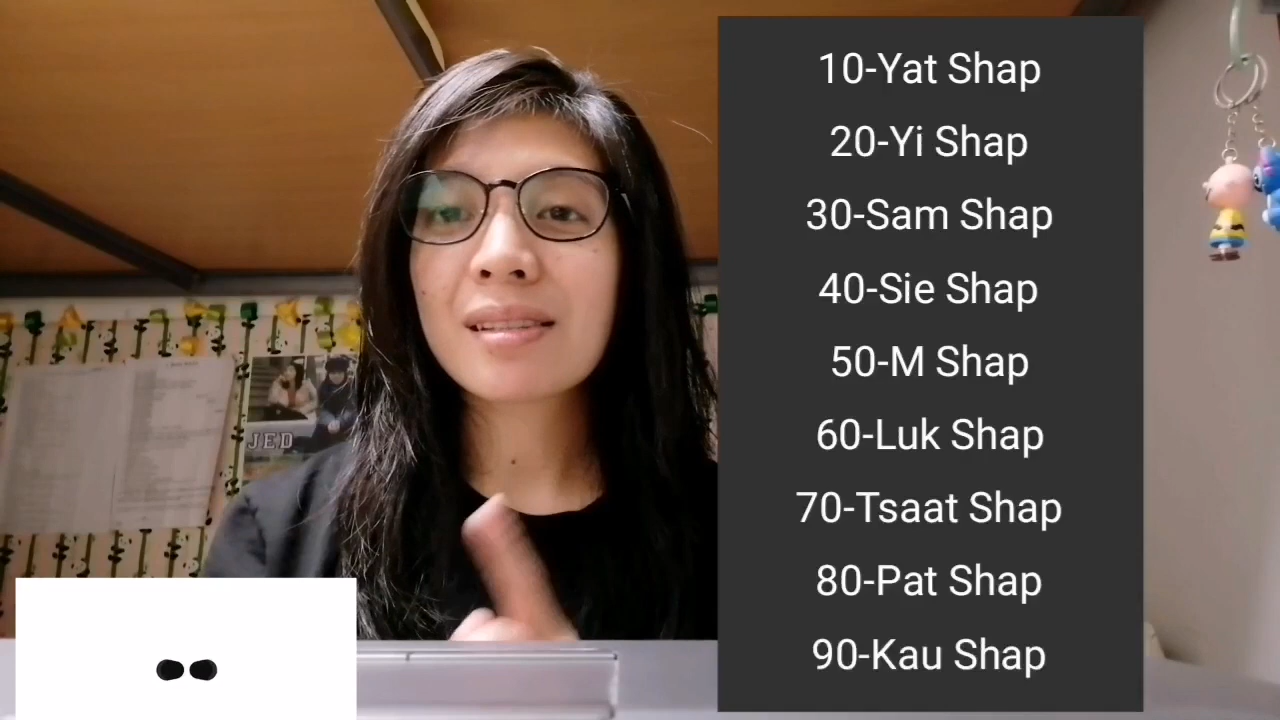 10-Yat Shap
20-Yi Shap
30-Sam Shap
40-Sie Shap
50-M Shap
60-Luk Shap
70-Tsaat Shap
80-Pat Shap
90-Kau Shap
JED